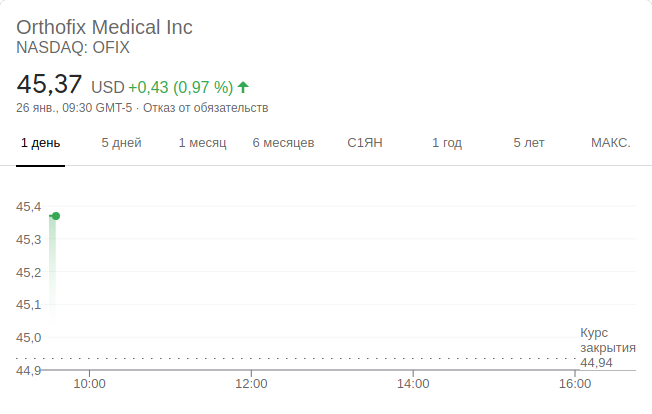 Orthofix Medical Inc
NASDAQ: OFIX
45,37 USD +0,43 (0,97 %)
26 янв., 09:30 GMT-5 · Отказ от обязательств
1 день 5 дней 1 месяц 6 месяцев С1ЯН 1 год 5 лет МАКС.
45,4
45,3
45,2
45,1
45,0
44,9
Курс
закрытия
44,94
10:00 12:00 14:00 16:00